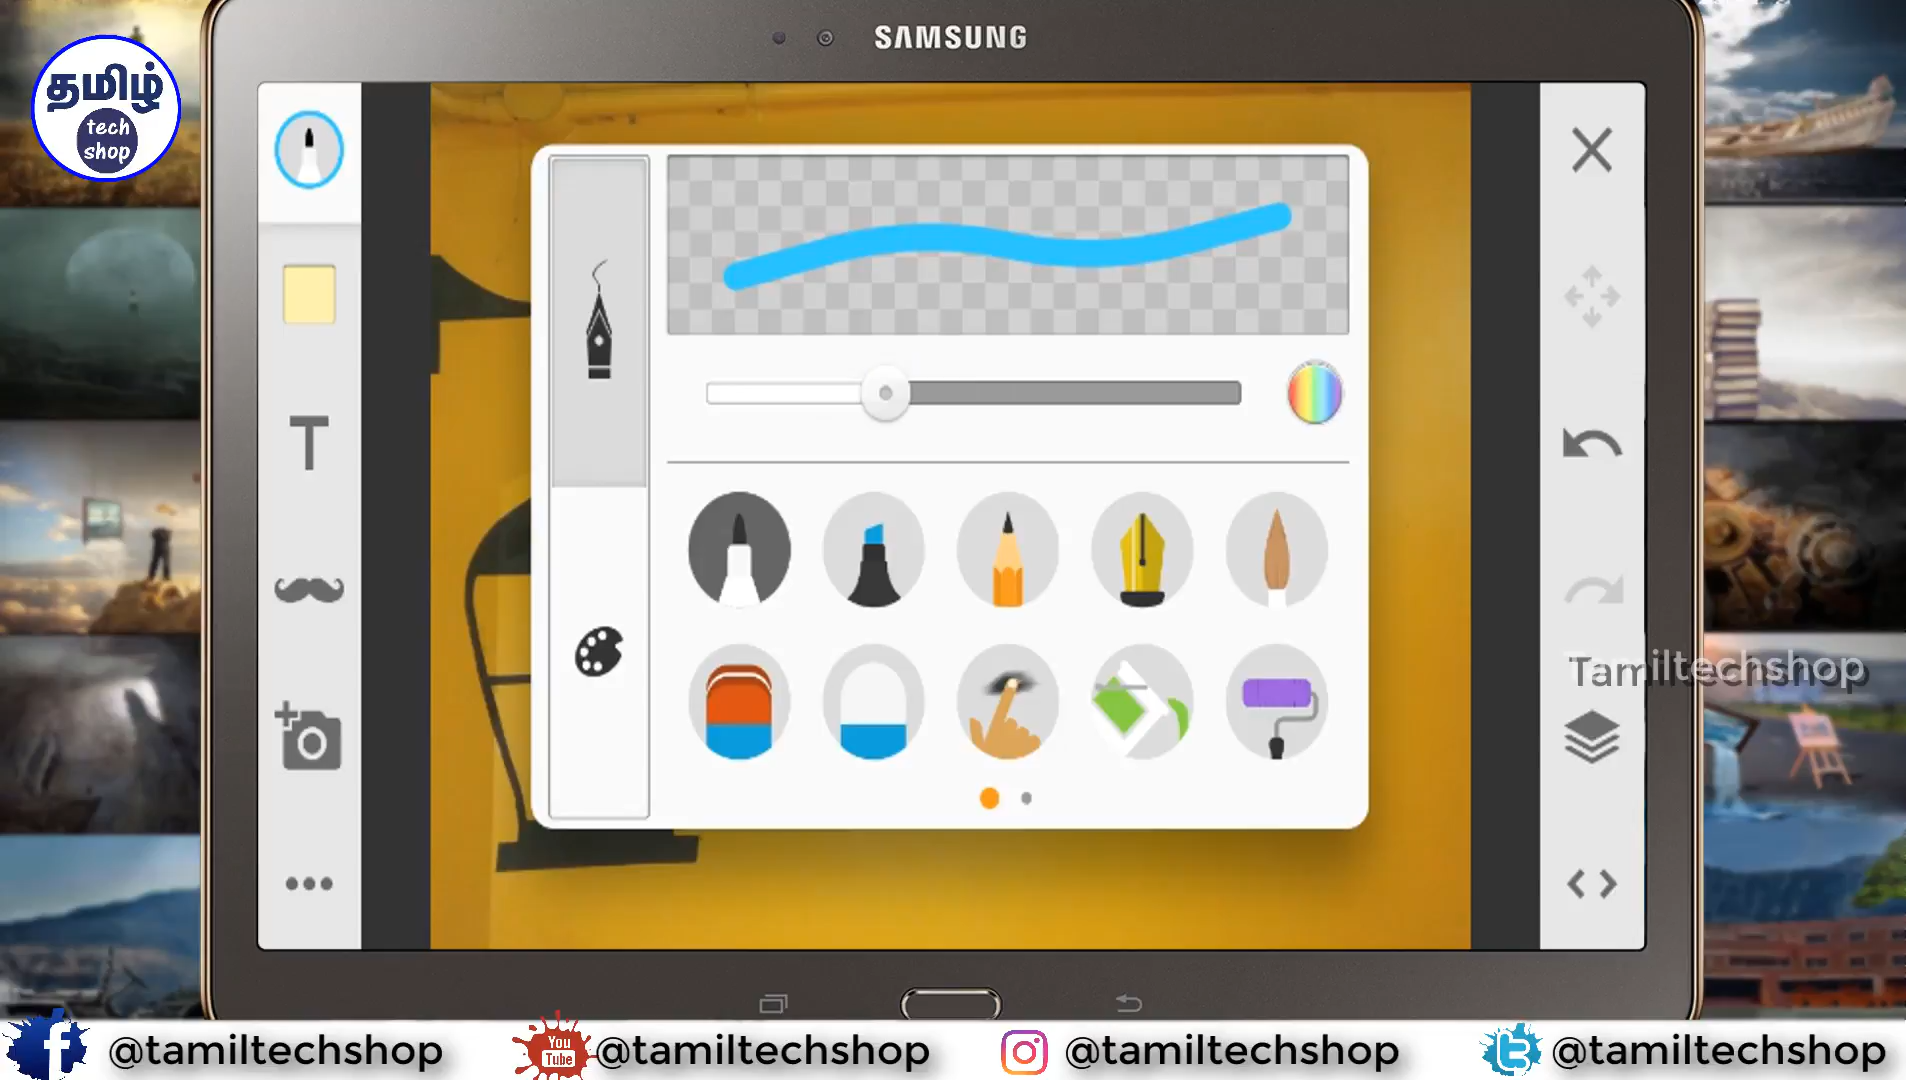 SAMSUNG
தமிழ்
tech
shop
T
Tamiltechshop
f @tamiltechshop
You
Tube
@tamiltechshop
@tamiltechshop
@tamiltechshop